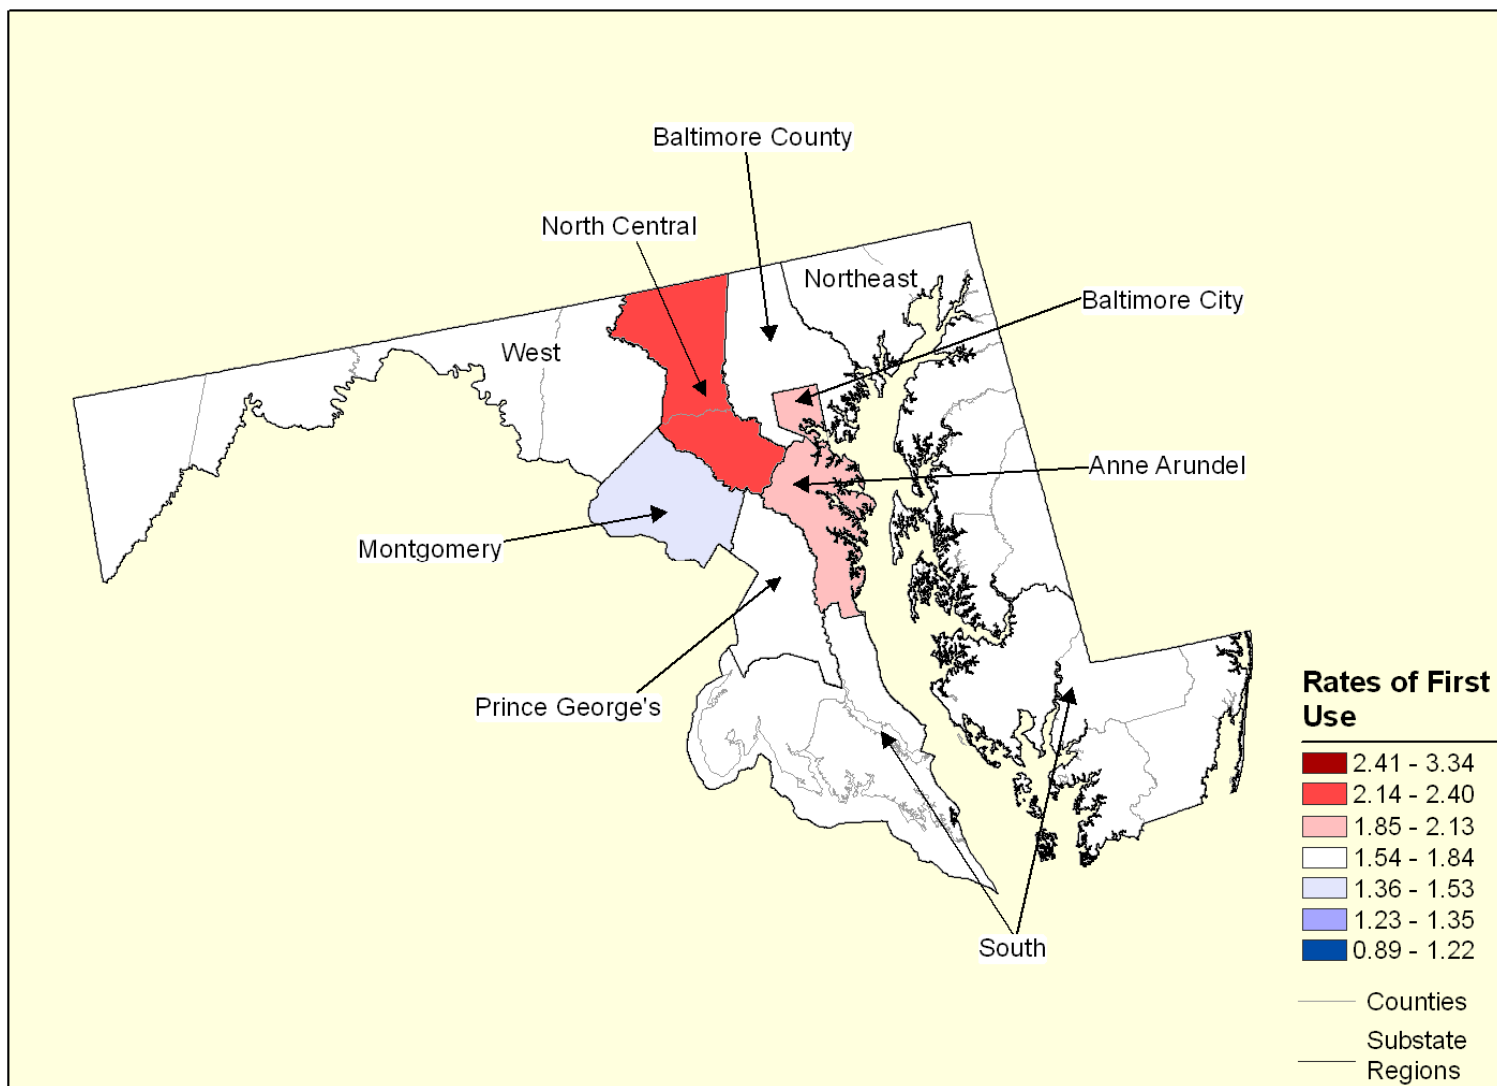 Baltimore County
North Central
Northeast
Baltimore City
West
Anne Arundel
Montgomery
Prince George's
South
Rates of First
Use
2.41 - 3.34
2.14 - 2.40
1.85 - 2.13
1.54 - 1.84
1.36 - 1.53
1.23 - 1.35
0.89 - 1.22
Counties
Substate
Regions